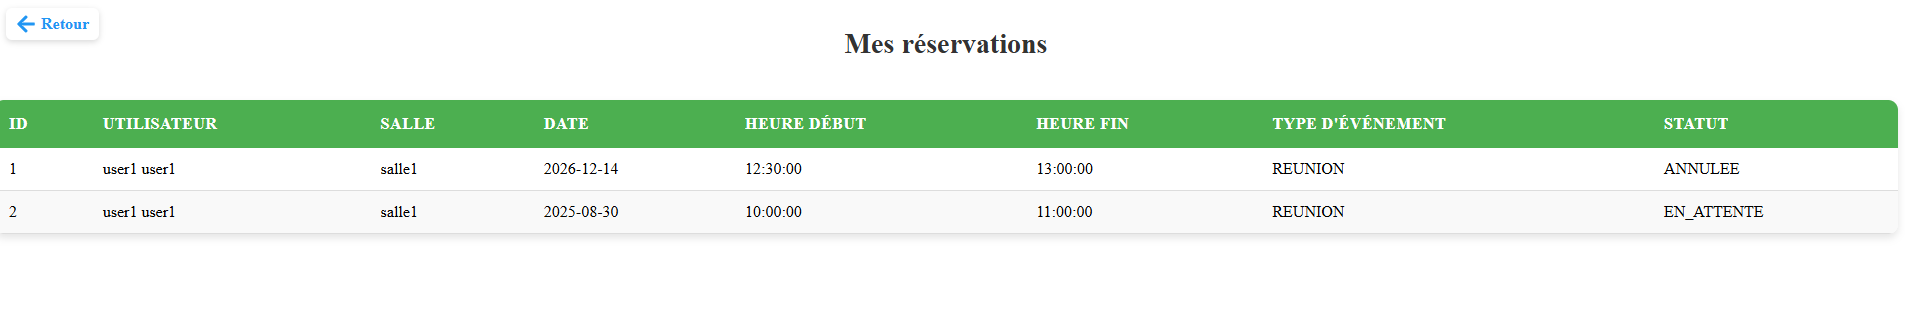 Retour
Mes réservations
ID UTILISATEUR SALLE DATE HEURE DÉBUT HEURE FIN TYPE D'ÉVÉNEMENT STATUT
1 user1 user1 salle1 2026-12-14 12:30:00 13:00:00 REUNION ANNULEE
2 user1 user1 salle1 2025-08-30 10:00:00 11:00:00 REUNION EN_ATTENTE